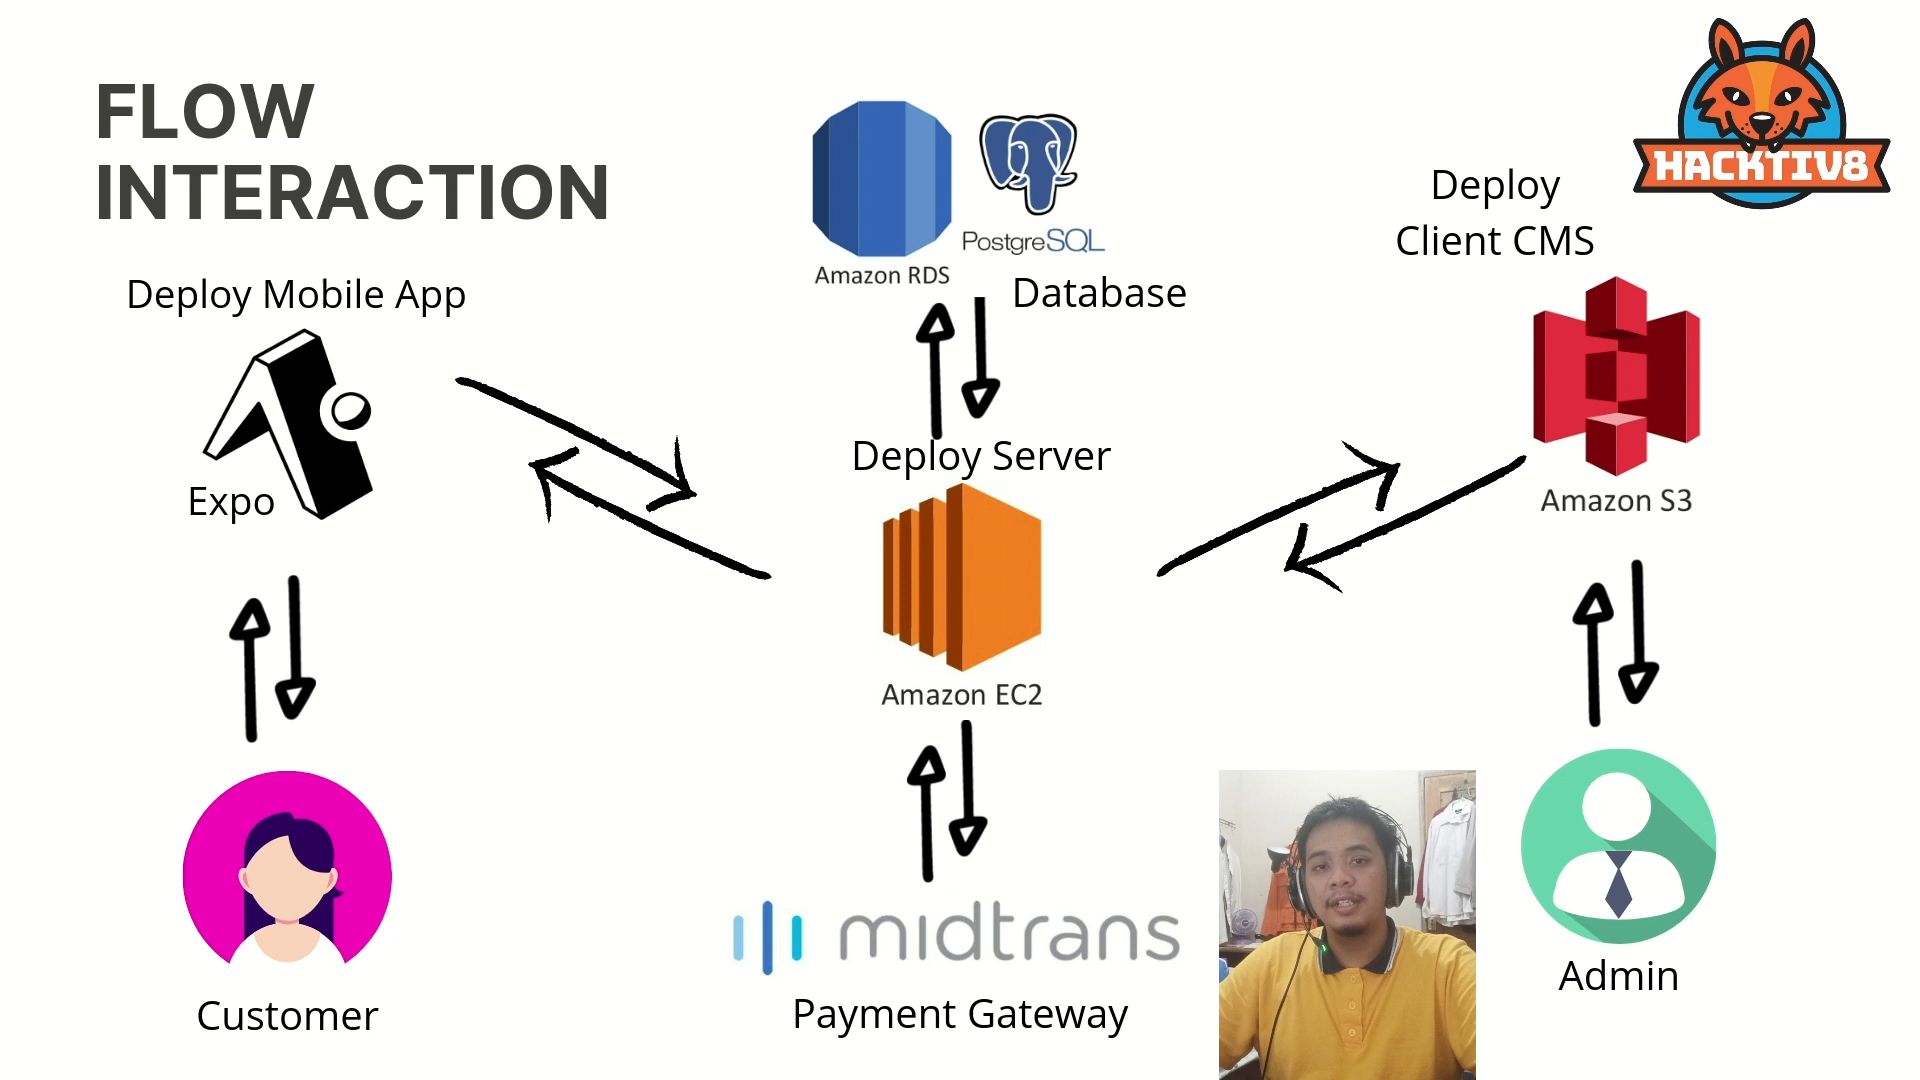 FLOW
INTERACTION
HACKTIV8
Deploy Mobile App
Expo
Customer
PostgreSQL
Amazon RDS
Database
Deploy Server
Amazon EC2
midtrans
Payment Gateway
Deploy
Client CMS
Amazon S3
Admin